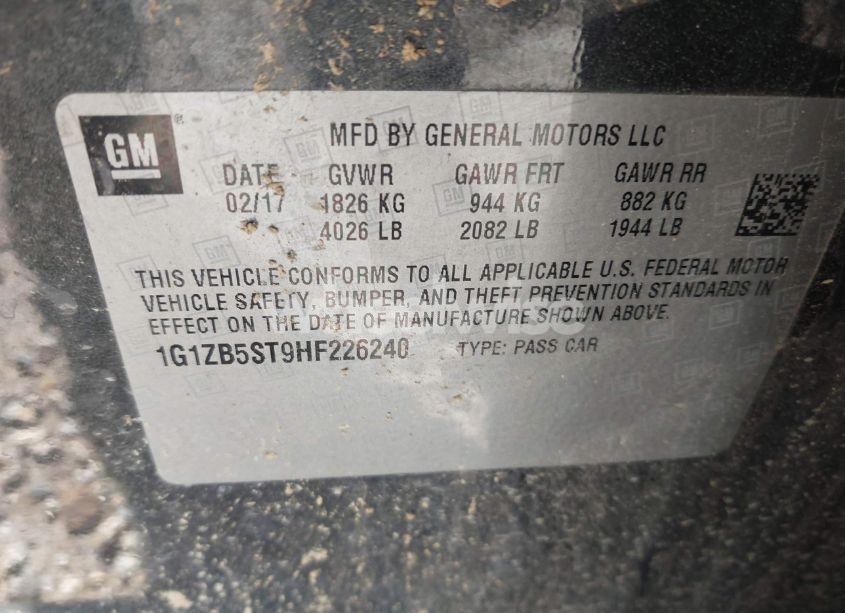 GM
MFD BY GENERAL MOTORS LLC
DATE GVWR GAWR FRT GAWR RR
02/17 1826 KG 944 KG 882 KG
4026 LB 2082 LB 1944 LB
THIS VEHICLE CONFORMS TO ALL APPLICABLE U.S. FEDERAL MOTOR
VEHICLE SAFETY, BUMPER, AND THEFT PREVENTION STANDARDS IN
EFFECT ON THE DATE OF MANUFACTURE SHOWN ABOVE.
1G1ZB5ST9HF226240 TYPE: PASS CAR